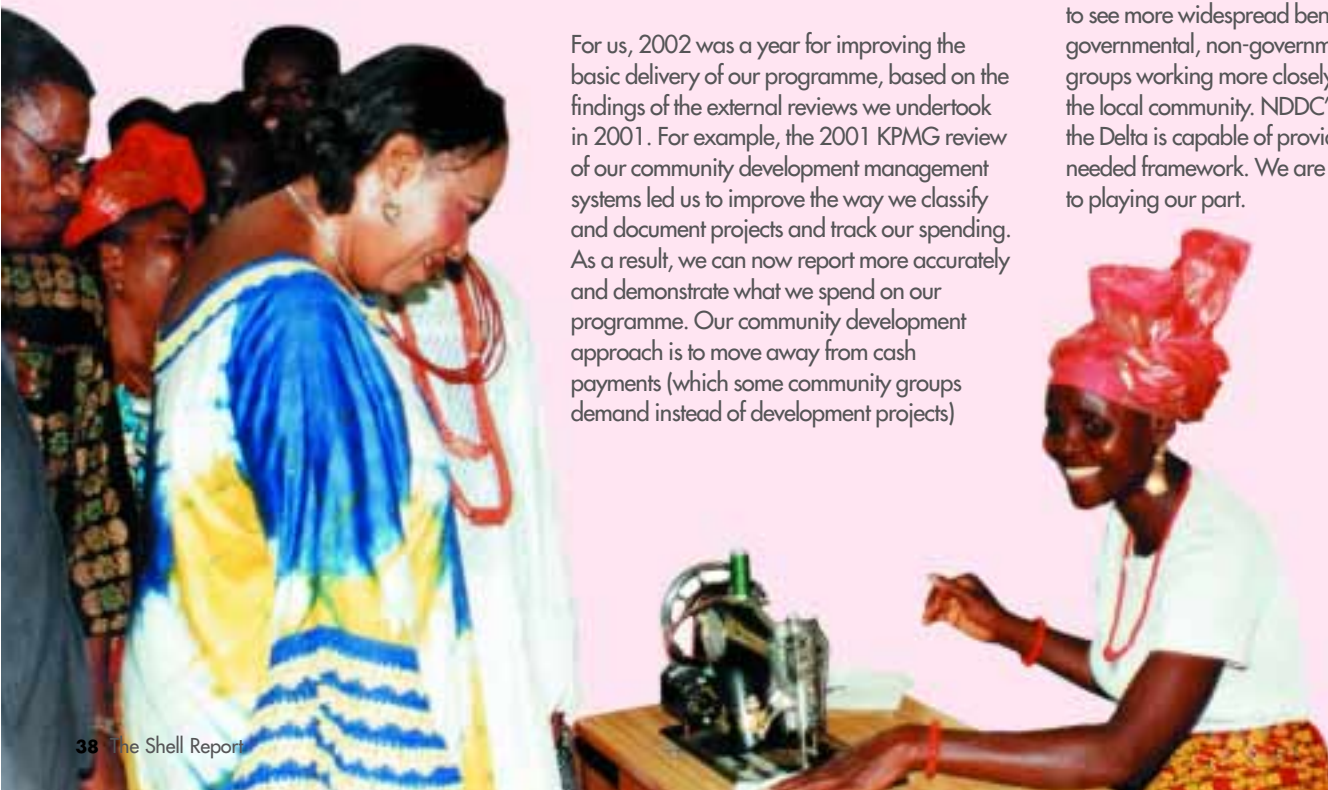 For us, 2002 was a year for improving the
basic delivery of our programme, based on the
findings of the external reviews we undertook
in 2001. For example, the 2001 KPMG review
of our community development management
systems led us to improve the way we classify
and document projects and track our spending.
As a result, we can now report more accurately
and demonstrate what we spend on our
programme. Our community development
approach is to move away from cash
payments (which some community groups
demand instead of development projects)
to see more widespread
governmental,
groups working more closely
the local community. NDDC'
the Delta is capable of
needed framework. We are
to playing our part.
38 The Shell Report